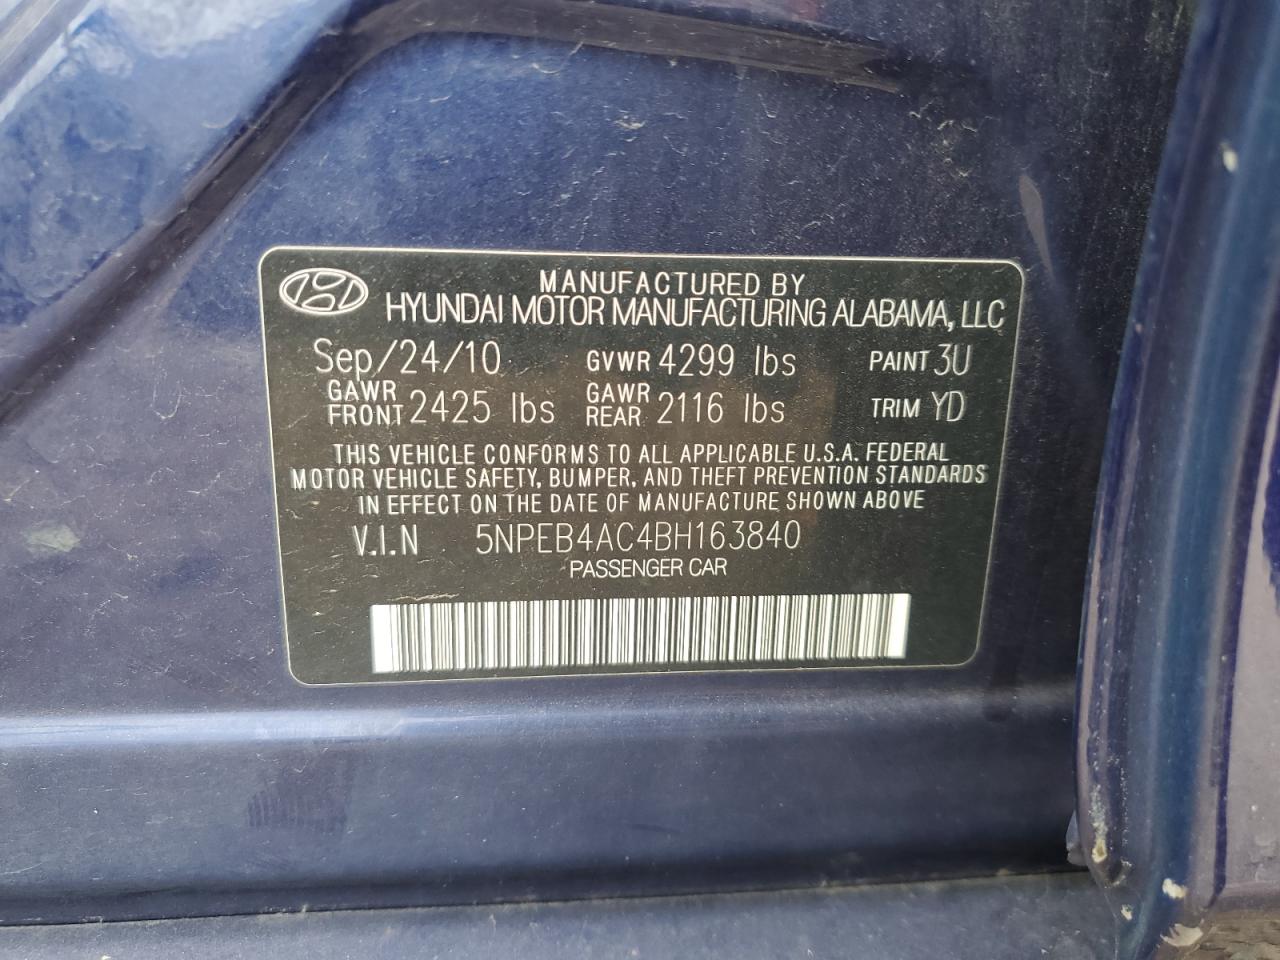 MANUFACTURED BY
HYUNDAI MOTOR MANUFACTURING ALABAMA, LLC
Sep/24/10 GVWR 4299 lbs PAINT 3U
GAWR FRONT 2425 lbs GAWR REAR 2116 lbs TRIM YD
THIS VEHICLE CONFORMS TO ALL APPLICABLE U.S.A. FEDERAL
MOTOR VEHICLE SAFETY, BUMPER, AND THEFT PREVENTION STANDARDS
IN EFFECT ON THE DATE OF MANUFACTURE SHOWN ABOVE
V.I.N 5NPEB4AC4BH163840
PASSENGER CAR